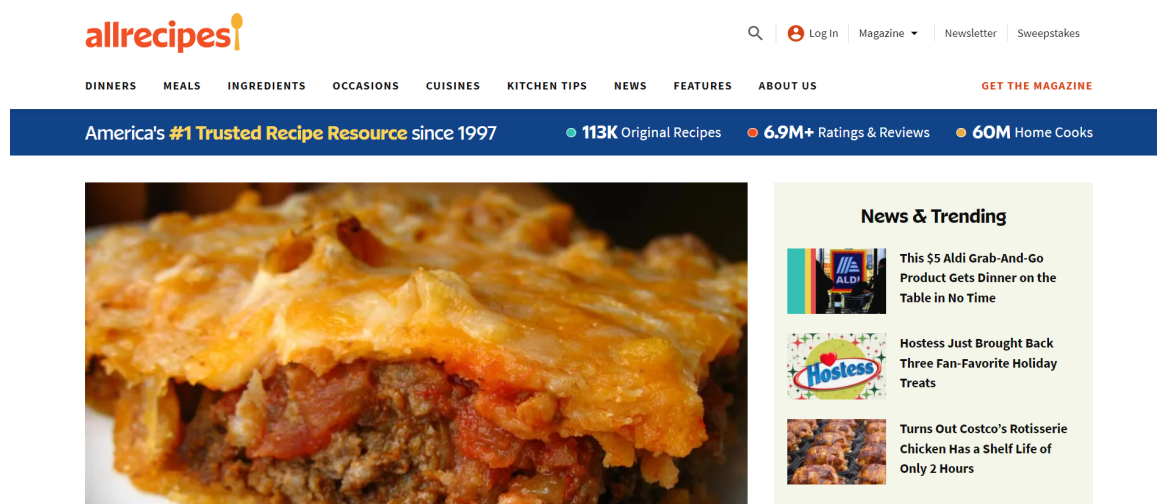 allrecipes
Log In
Magazine
Newsletter
Sweepstakes
DINNERS
MEALS
INGREDIENTS
OCCASIONS
CUISINES
KITCHEN TIPS
NEWS
FEATURES
ABOUT US
GET THE MAGAZINE
America's #1 Trusted Recipe Resource since 1997
113K Original Recipes
6.9M+ Ratings & Reviews
60M Home Cooks
News & Trending
ALDI
This $5 Aldi Grab-And-Go
Product Gets Dinner on the
Table in No Time
Hostess
Hostess Just Brought Back
Three Fan-Favorite Holiday
Treats
Turns Out Costco’s Rotisserie
Chicken Has a Shelf Life of
Only 2 Hours